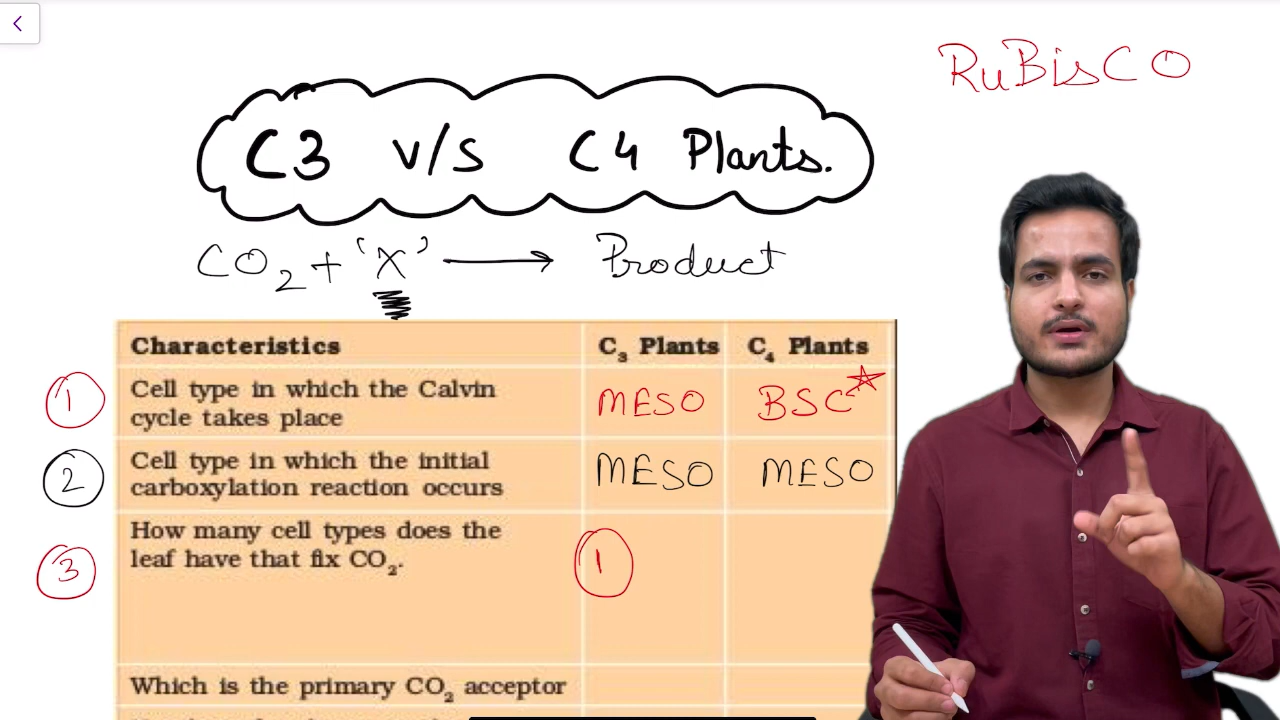 RuBisCO
C3 v/s C4 Plants.
CO₂ + 'X' → Product
Characteristics C₃ Plants C₄ Plants
1 Cell type in which the Calvin cycle takes place MESO BSC☆
2 Cell type in which the initial carboxylation reaction occurs MESO MESO
3 How many cell types does the leaf have that fix CO₂. 1
Which is the primary CO₂ acceptor